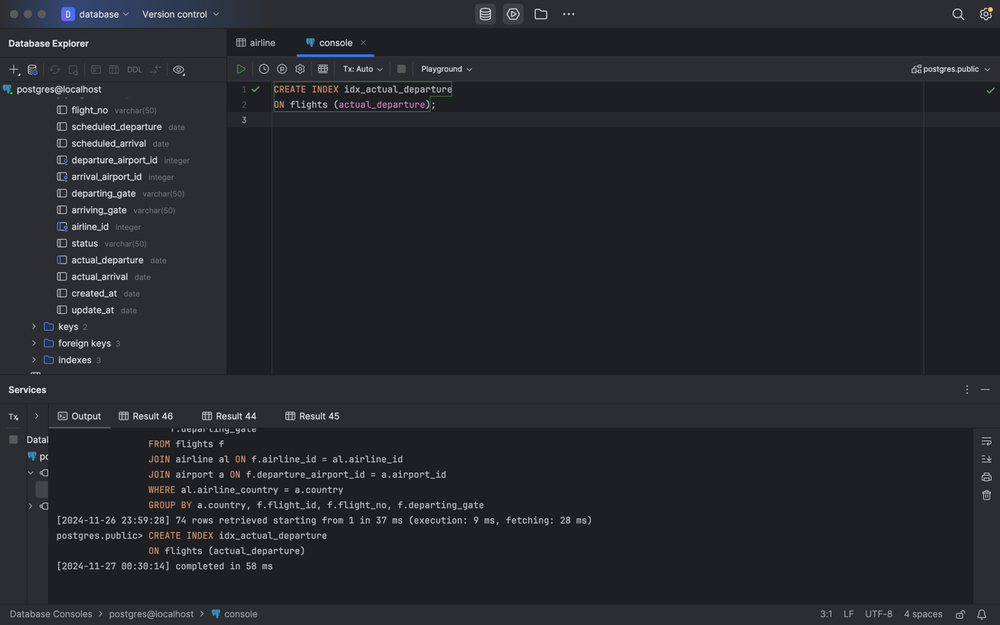 D database Version control
Database Explorer
airline
console
DDL
Tx: Auto
Playground
postgres.public
postgres@localhost
flight_no varchar(50)
scheduled_departure date
scheduled_arrival date
departure_airport_id integer
arrival_airport_id integer
departing_gate varchar(50)
arriving_gate varchar(50)
airline_id integer
status varchar(50)
actual_departure date
actual_arrival date
created_at date
update_at date
keys 2
foreign keys 3
indexes 3
1 CREATE INDEX idx_actual_departure
2 ON flights (actual_departure);
3
Services
Tx
Output
Result 46
Result 44
Result 45
Datal
po
f.departing_gate
FROM flights f
JOIN airline al ON f.airline_id = al.airline_id
JOIN airport a ON f.departure_airport_id = a.airport_id
WHERE al.airline_country = a.country
GROUP BY a.country, f.flight_id, f.flight_no, f.departing_gate
[2024-11-26 23:59:28] 74 rows retrieved starting from 1 in 37 ms (execution: 9 ms, fetching: 28 ms)
postgres.public> CREATE INDEX idx_actual_departure
ON flights (actual_departure)
[2024-11-27 00:30:14] completed in 58 ms
Database Consoles > postgres@localhost > console
3:1 LF UTF-8 4 spaces